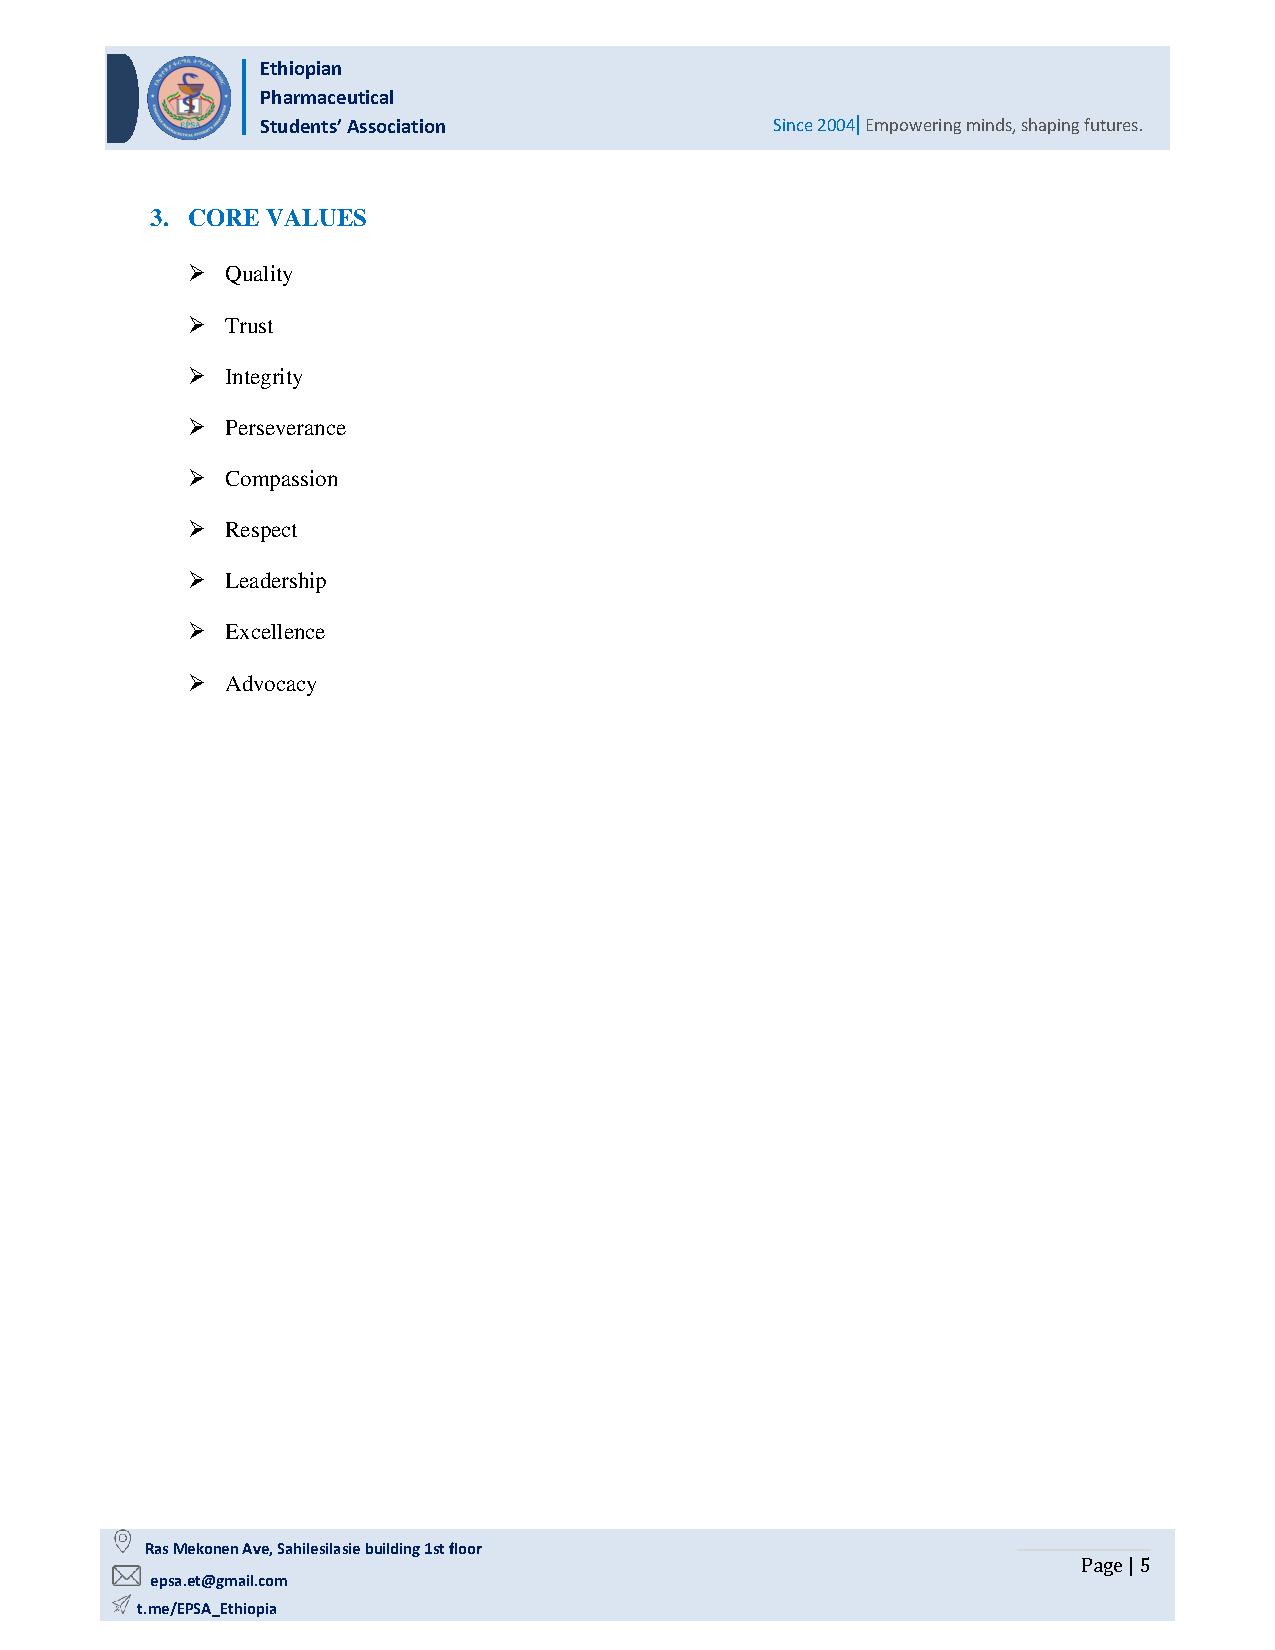 Ethiopian
Pharmaceutical
Students’ Association
Since 2004| Empowering minds, shaping futures.
EPSA
3. CORE VALUES
➢ Quality
➢ Trust
➢ Integrity
➢ Perseverance
➢ Compassion
➢ Respect
➢ Leadership
➢ Excellence
➢ Advocacy
Ras Mekonen Ave, Sahilesilasie building 1st floor
epsa.et@gmail.com
t.me/EPSA_Ethiopia
Page | 5